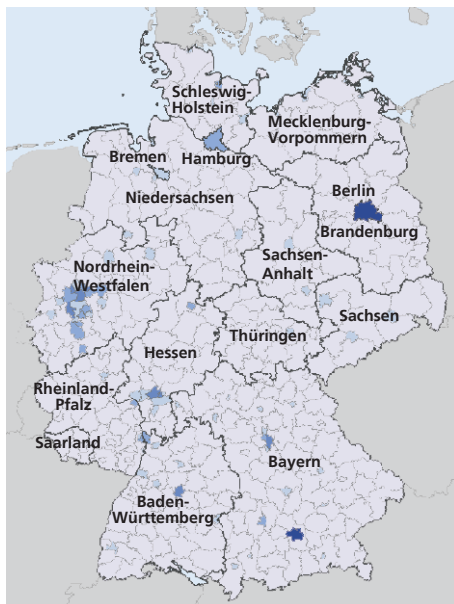 Schleswig-
Holstein
Mecklenburg-
Vorpommern
Bremen
Hamburg
Niedersachsen
Berlin
Brandenburg
Nordrhein-
Westfalen
Sachsen-
Anhalt
Sachsen
Thüringen
Hessen
Rheinland-
Pfalz
Saarland
Bayern
Baden-
Württemberg